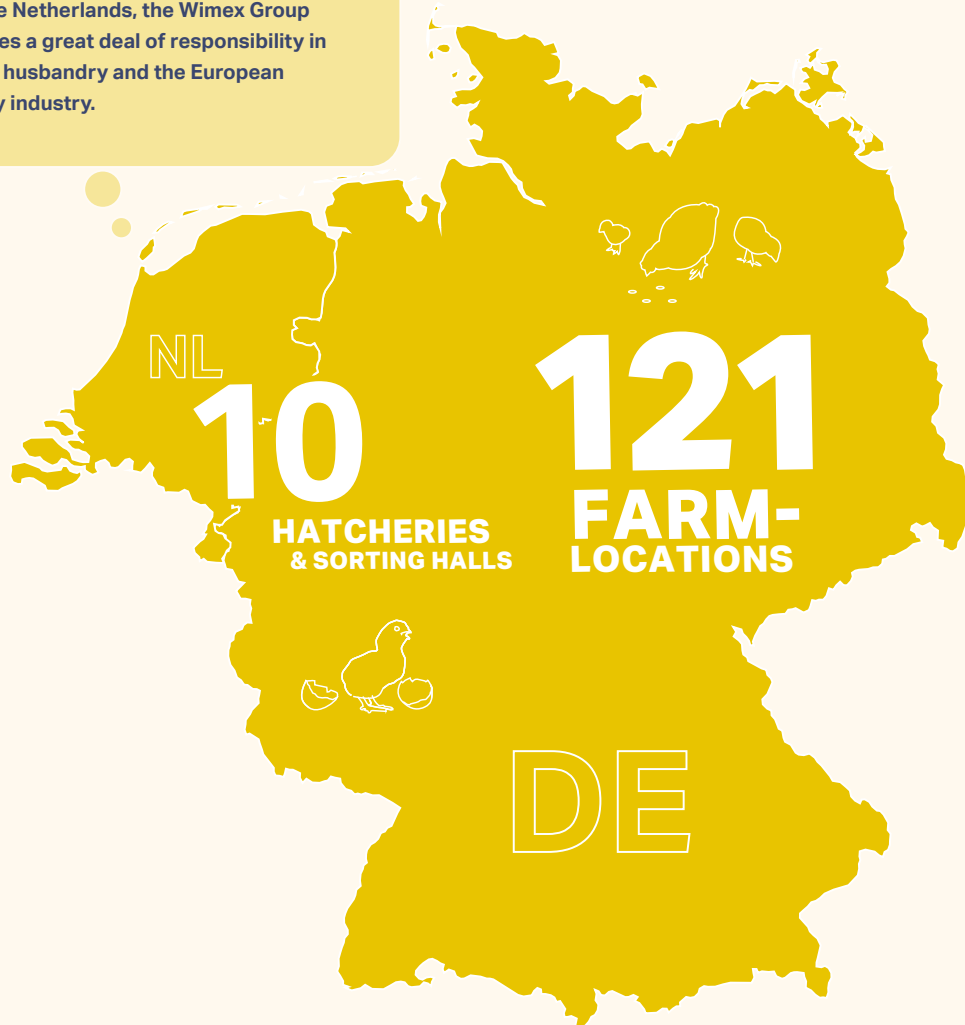 Netherlands, the Wimex Group
a great deal of responsibility in
husbandry and the European
industry.
NL
10
HATCHERIES
& SORTING HALLS
121
FARM-
LOCATIONS
DE